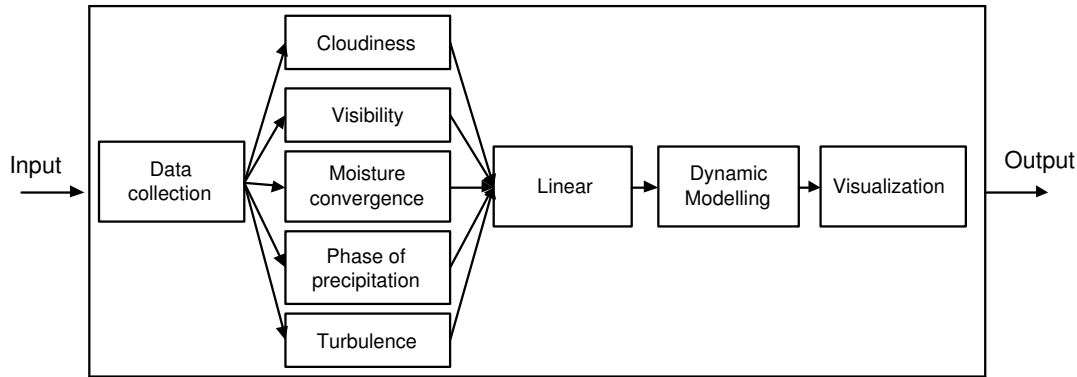 Input
Data
collection
Cloudiness
Visibility
Moisture
convergence
Phase of
precipitation
Turbulence
Linear
Dynamic
Modelling
Visualization
Output